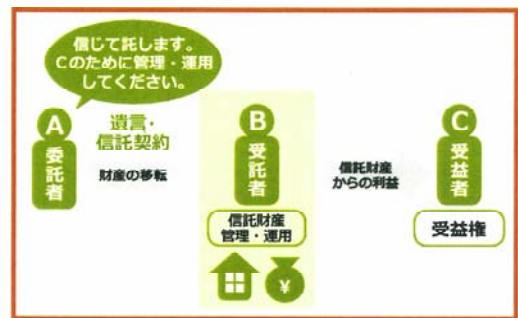 信じて託します。
Cのために管理・運用
してください。
A
委託者
遺言・
信託契約
財産の移転
B
受託者
信託財産
管理・運用
¥
信託財産
からの利益
C
受益者
受益権